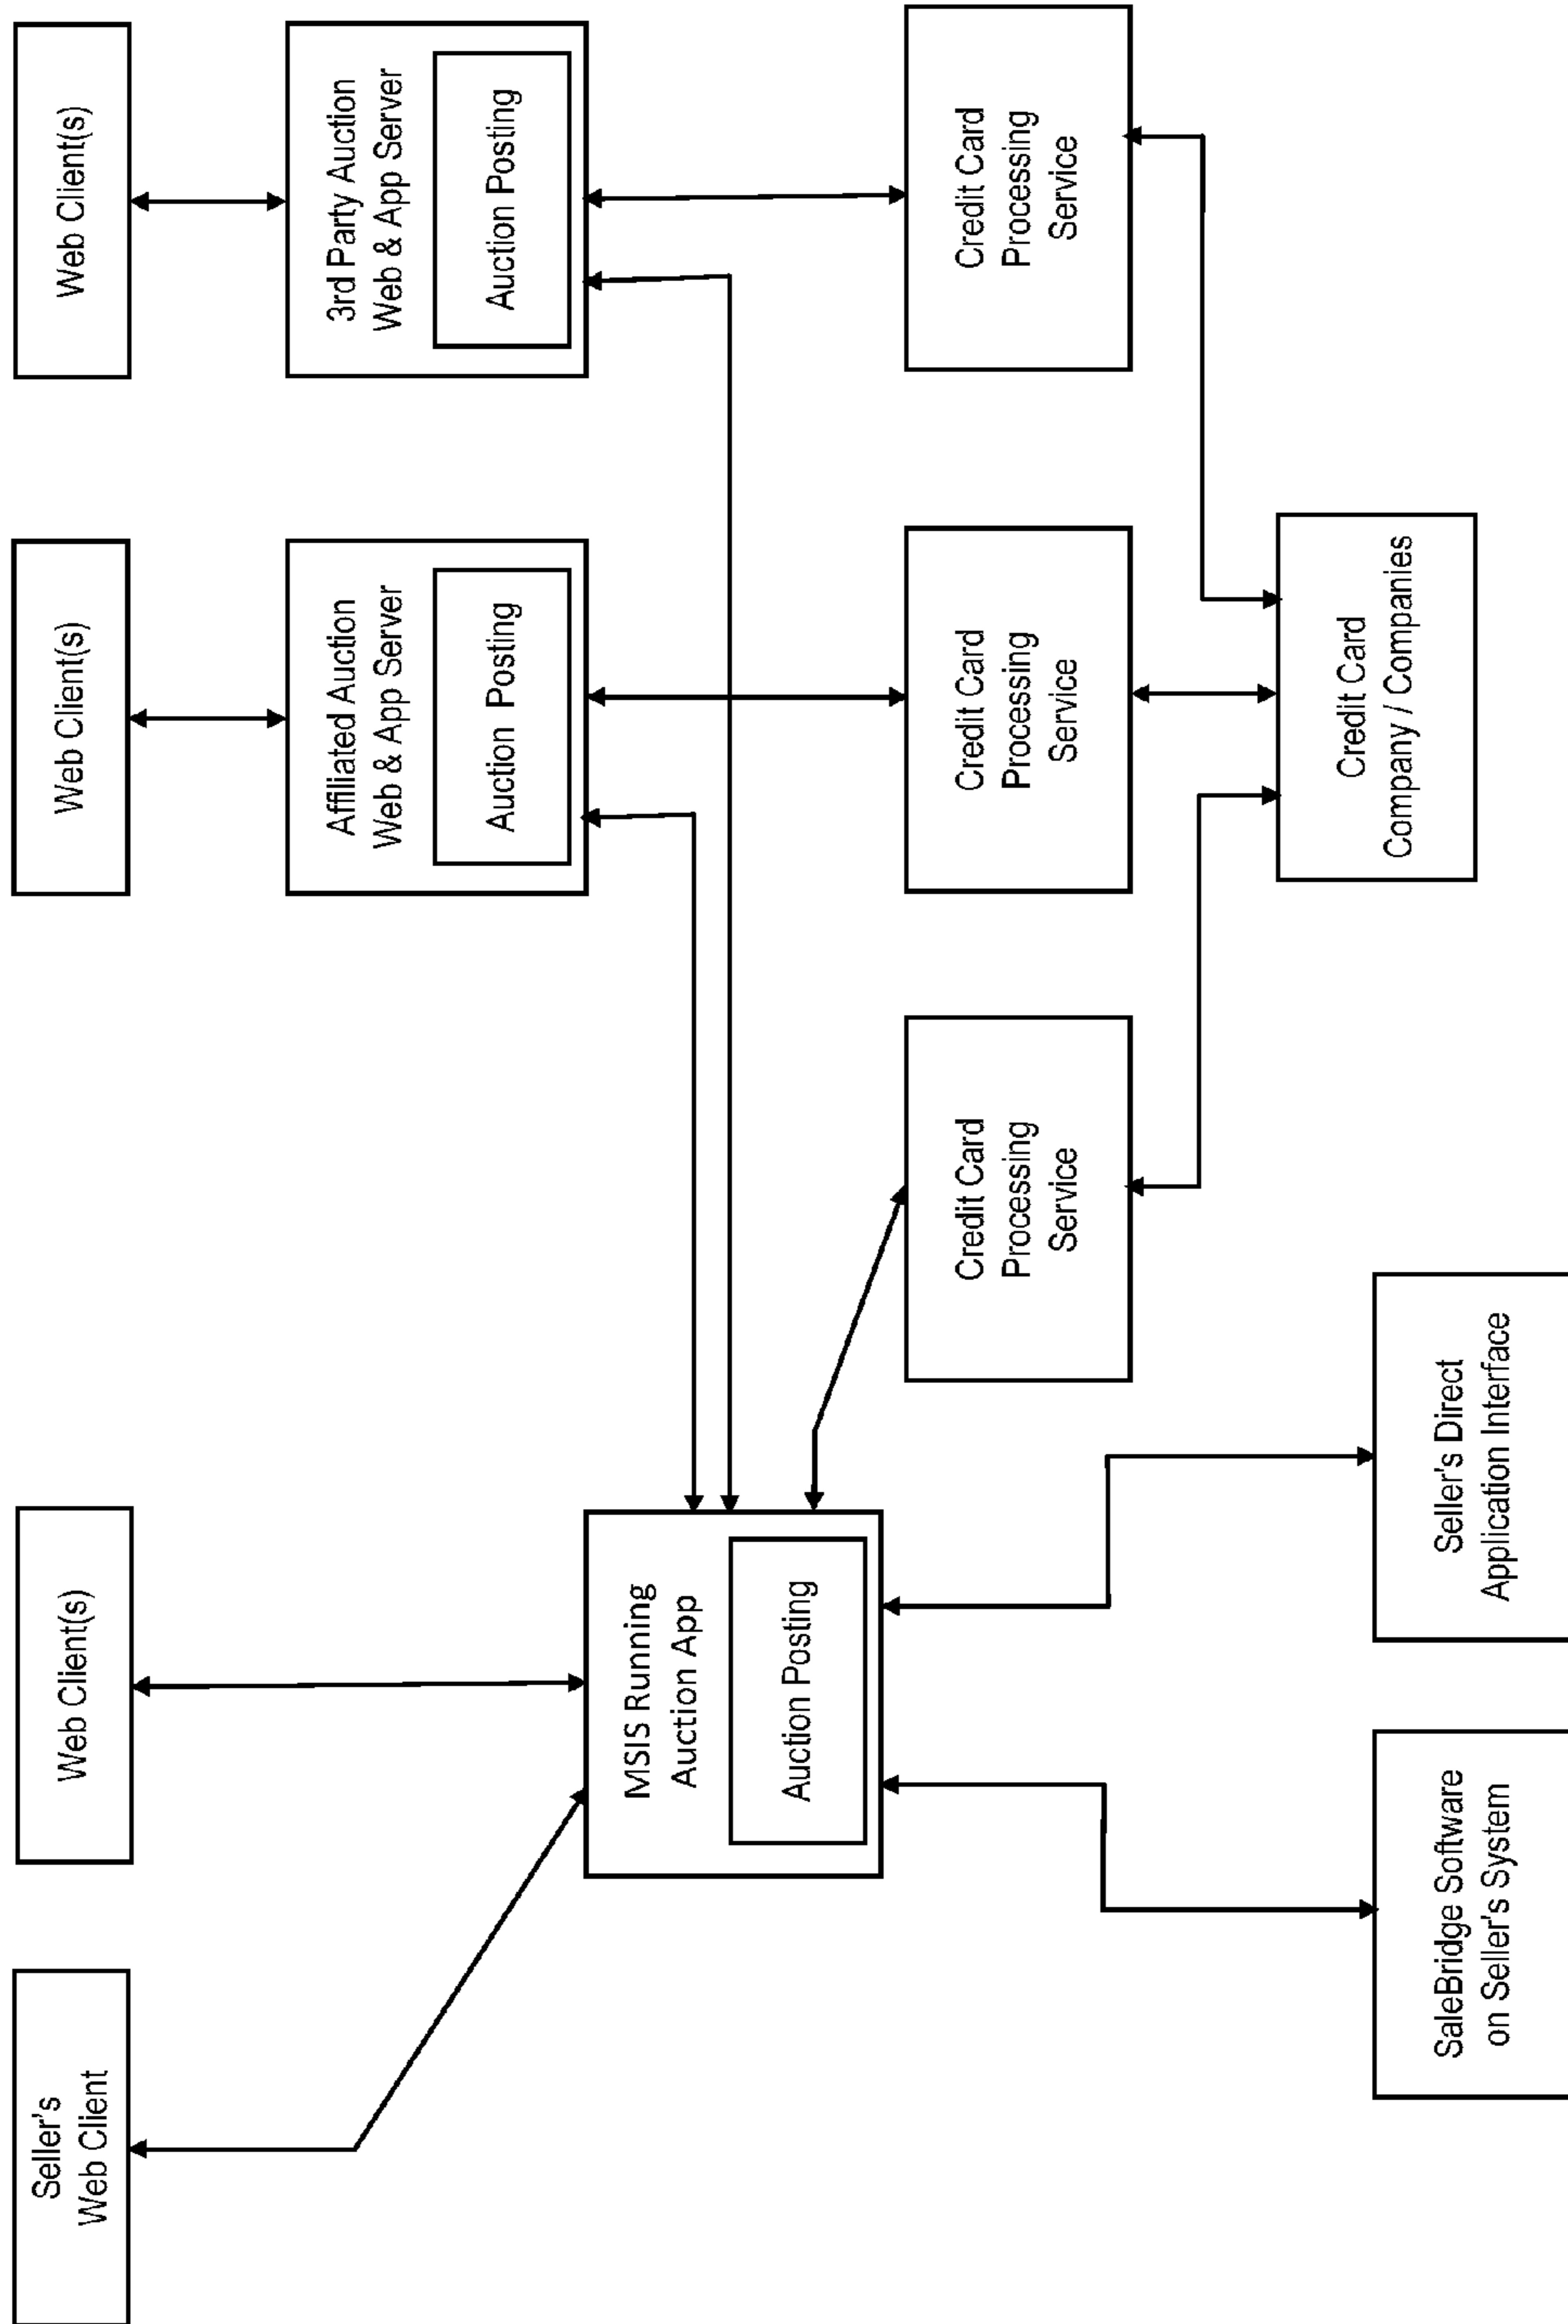 Seller's
Web Client
Web Client(s)
Web Client(s)
Web Client(s)
Affiliated Auction
Web & App Server
Auction Posting
3rd Party Auction
Web & App Server
Auction Posting
MSIS Running
Auction App
Auction Posting
Credit Card
Processing
Service
Credit Card
Processing
Service
Credit Card
Processing
Service
Credit Card
Company / Companies
SaleBridge Software
on Seller's System
Seller's Direct
Application Interface